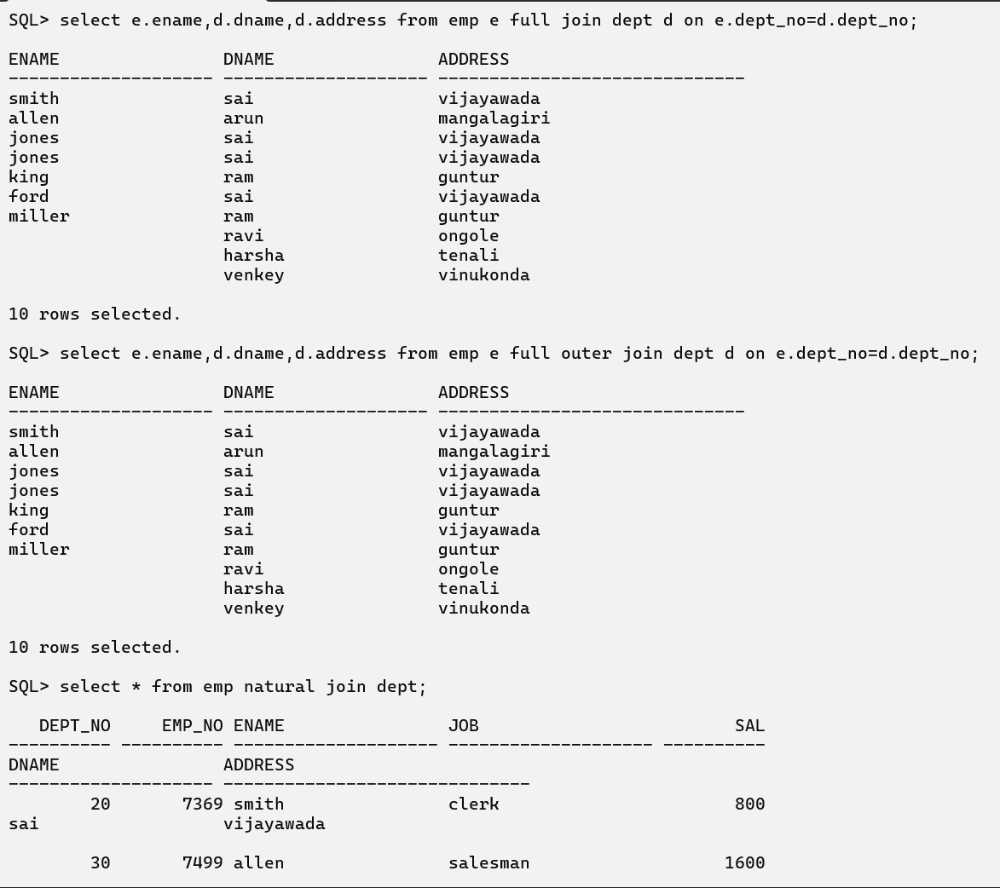 SQL> select e.ename,d.dname,d.address from emp e full join dept d on e.dept_no=d.dept_no;
ENAME                DNAME                ADDRESS
-------------------- -------------------- ------------------------------
smith                sai                  vijayawada
allen                arun                 mangalagiri
jones                sai                  vijayawada
jones                sai                  vijayawada
king                 ram                  guntur
ford                 sai                  vijayawada
miller               ram                  guntur
                     ravi                 ongole
                     harsha               tenali
                     venkey               vinukonda
10 rows selected.
SQL> select e.ename,d.dname,d.address from emp e full outer join dept d on e.dept_no=d.dept_no;
ENAME                DNAME                ADDRESS
-------------------- -------------------- ------------------------------
smith                sai                  vijayawada
allen                arun                 mangalagiri
jones                sai                  vijayawada
jones                sai                  vijayawada
king                 ram                  guntur
ford                 sai                  vijayawada
miller               ram                  guntur
                     ravi                 ongole
                     harsha               tenali
                     venkey               vinukonda
10 rows selected.
SQL> select * from emp natural join dept;
   DEPT_NO     EMP_NO ENAME                JOB                         SAL
---------- ---------- -------------------- -------------------- ----------
DNAME                ADDRESS
-------------------- ------------------------------
        20       7369 smith                clerk                       800
sai                  vijayawada
        30       7499 allen                salesman                   1600